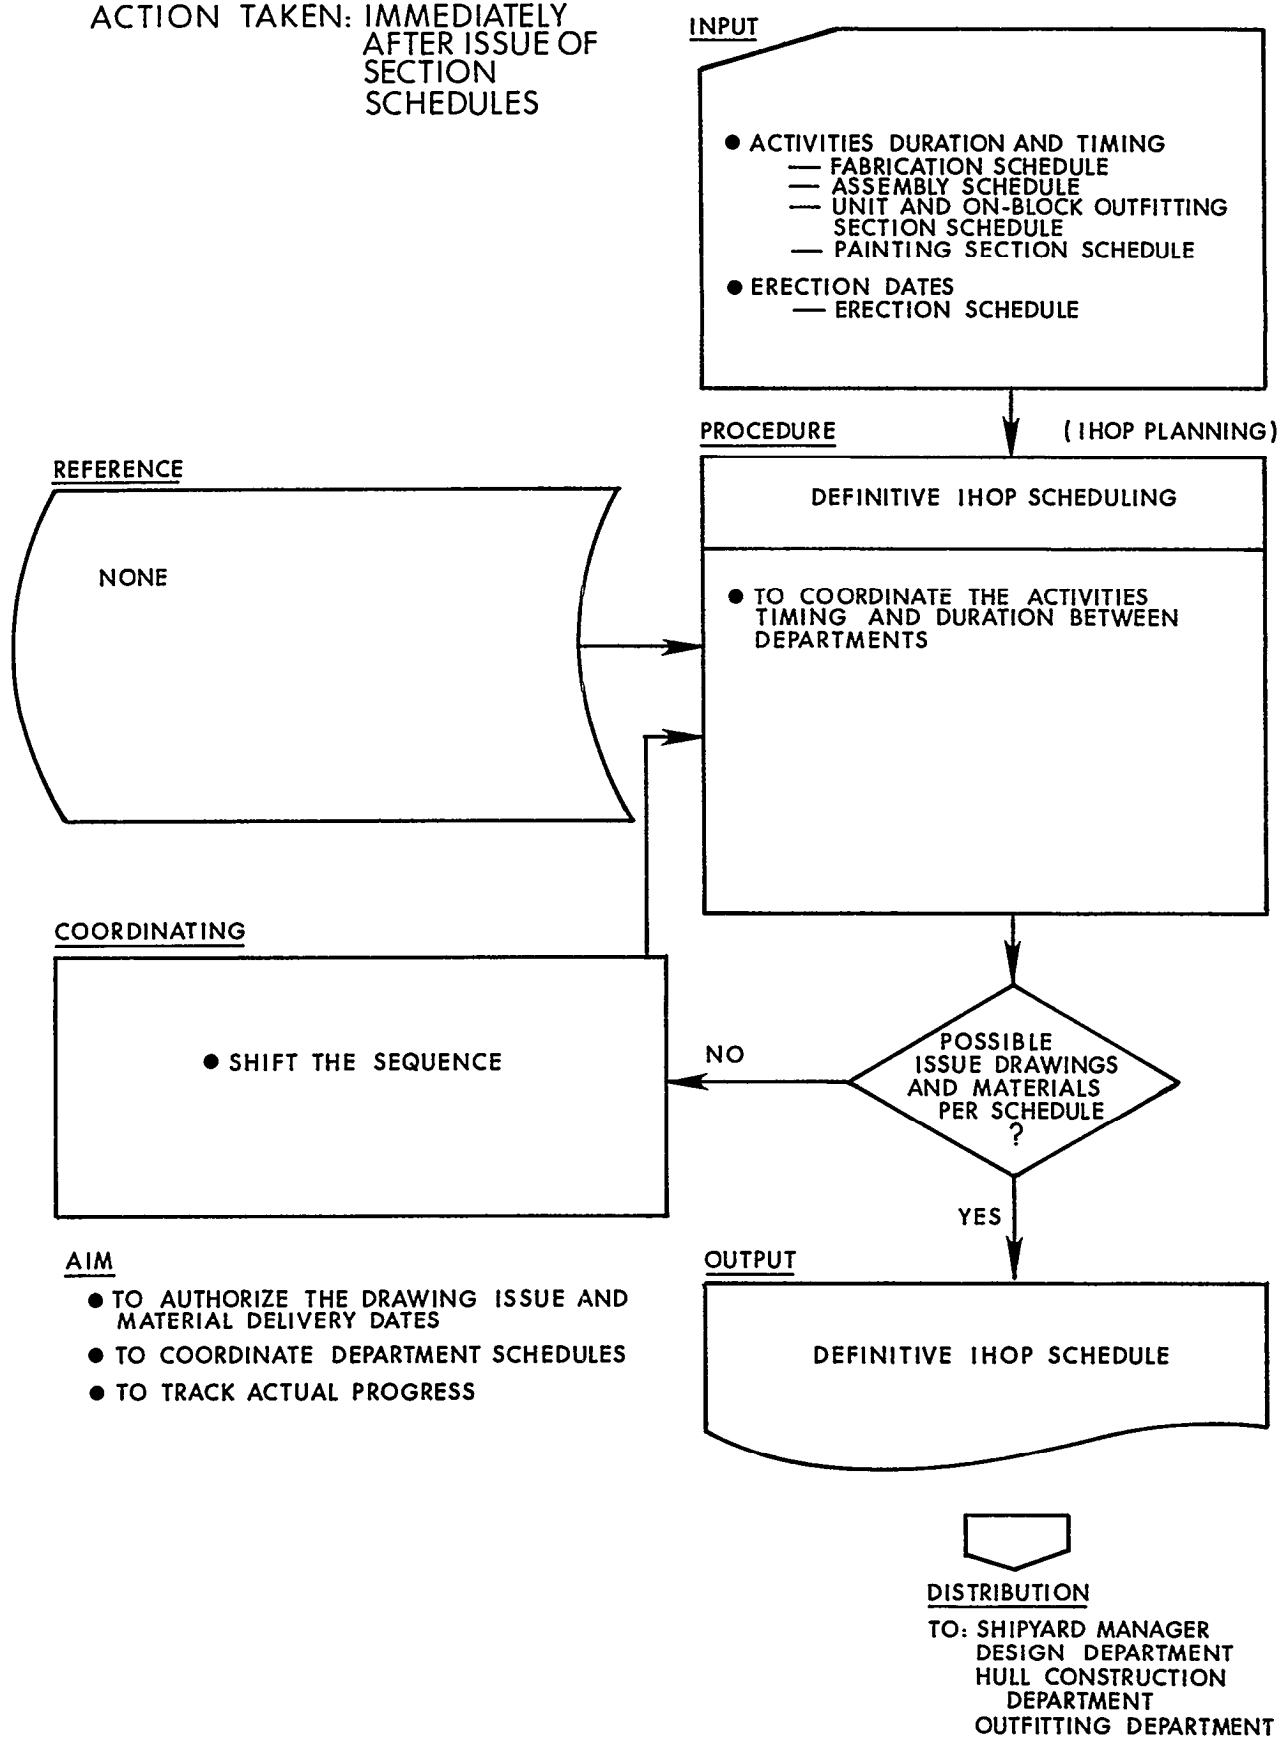 ACTION TAKEN: IMMEDIATELY
AFTER ISSUE OF
SECTION
SCHEDULES
INPUT
● ACTIVITIES DURATION AND TIMING
— FABRICATION SCHEDULE
— ASSEMBLY SCHEDULE
— UNIT AND ON-BLOCK OUTFITTING
SECTION SCHEDULE
— PAINTING SECTION SCHEDULE
● ERECTION DATES
— ERECTION SCHEDULE
PROCEDURE
(IHOP PLANNING)
DEFINITIVE IHOP SCHEDULING
● TO COORDINATE THE ACTIVITIES
TIMING AND DURATION BETWEEN
DEPARTMENTS
REFERENCE
NONE
COORDINATING
● SHIFT THE SEQUENCE
NO
POSSIBLE
ISSUE DRAWINGS
AND MATERIALS
PER SCHEDULE
?
YES
AIM
● TO AUTHORIZE THE DRAWING ISSUE AND
MATERIAL DELIVERY DATES
● TO COORDINATE DEPARTMENT SCHEDULES
● TO TRACK ACTUAL PROGRESS
OUTPUT
DEFINITIVE IHOP SCHEDULE
DISTRIBUTION
TO: SHIPYARD MANAGER
DESIGN DEPARTMENT
HULL CONSTRUCTION
DEPARTMENT
OUTFITTING DEPARTMENT